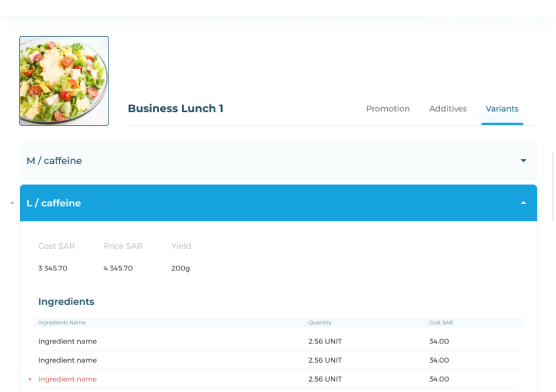 Business Lunch 1
Promotion Additives Variants
M / caffeine
L / caffeine
Cost SAR Price SAR Yield
3 345.70 4 345.70 200g
Ingredients
Ingredients Name Quantity Cost SAR
Ingredient name 2.56 UNIT 34.00
Ingredient name 2.56 UNIT 34.00
Ingredient name 2.56 UNIT 34.00